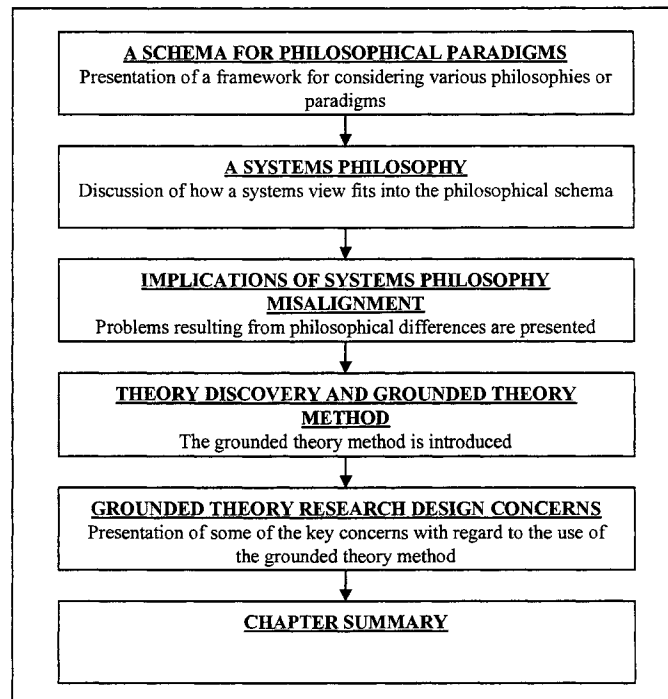 A SCHEMA FOR PHILOSOPHICAL PARADIGMS
Presentation of a framework for considering various philosophies or
paradigms
A SYSTEMS PHILOSOPHY
Discussion of how a systems view fits into the philosophical schema
IMPLICATIONS OF SYSTEMS PHILOSOPHY
MISALIGNMENT
Problems resulting from philosophical differences are presented
THEORY DISCOVERY AND GROUNDED THEORY
METHOD
The grounded theory method is introduced
GROUNDED THEORY RESEARCH DESIGN CONCERNS
Presentation of some of the key concerns with regard to the use of
the grounded theory method
CHAPTER SUMMARY